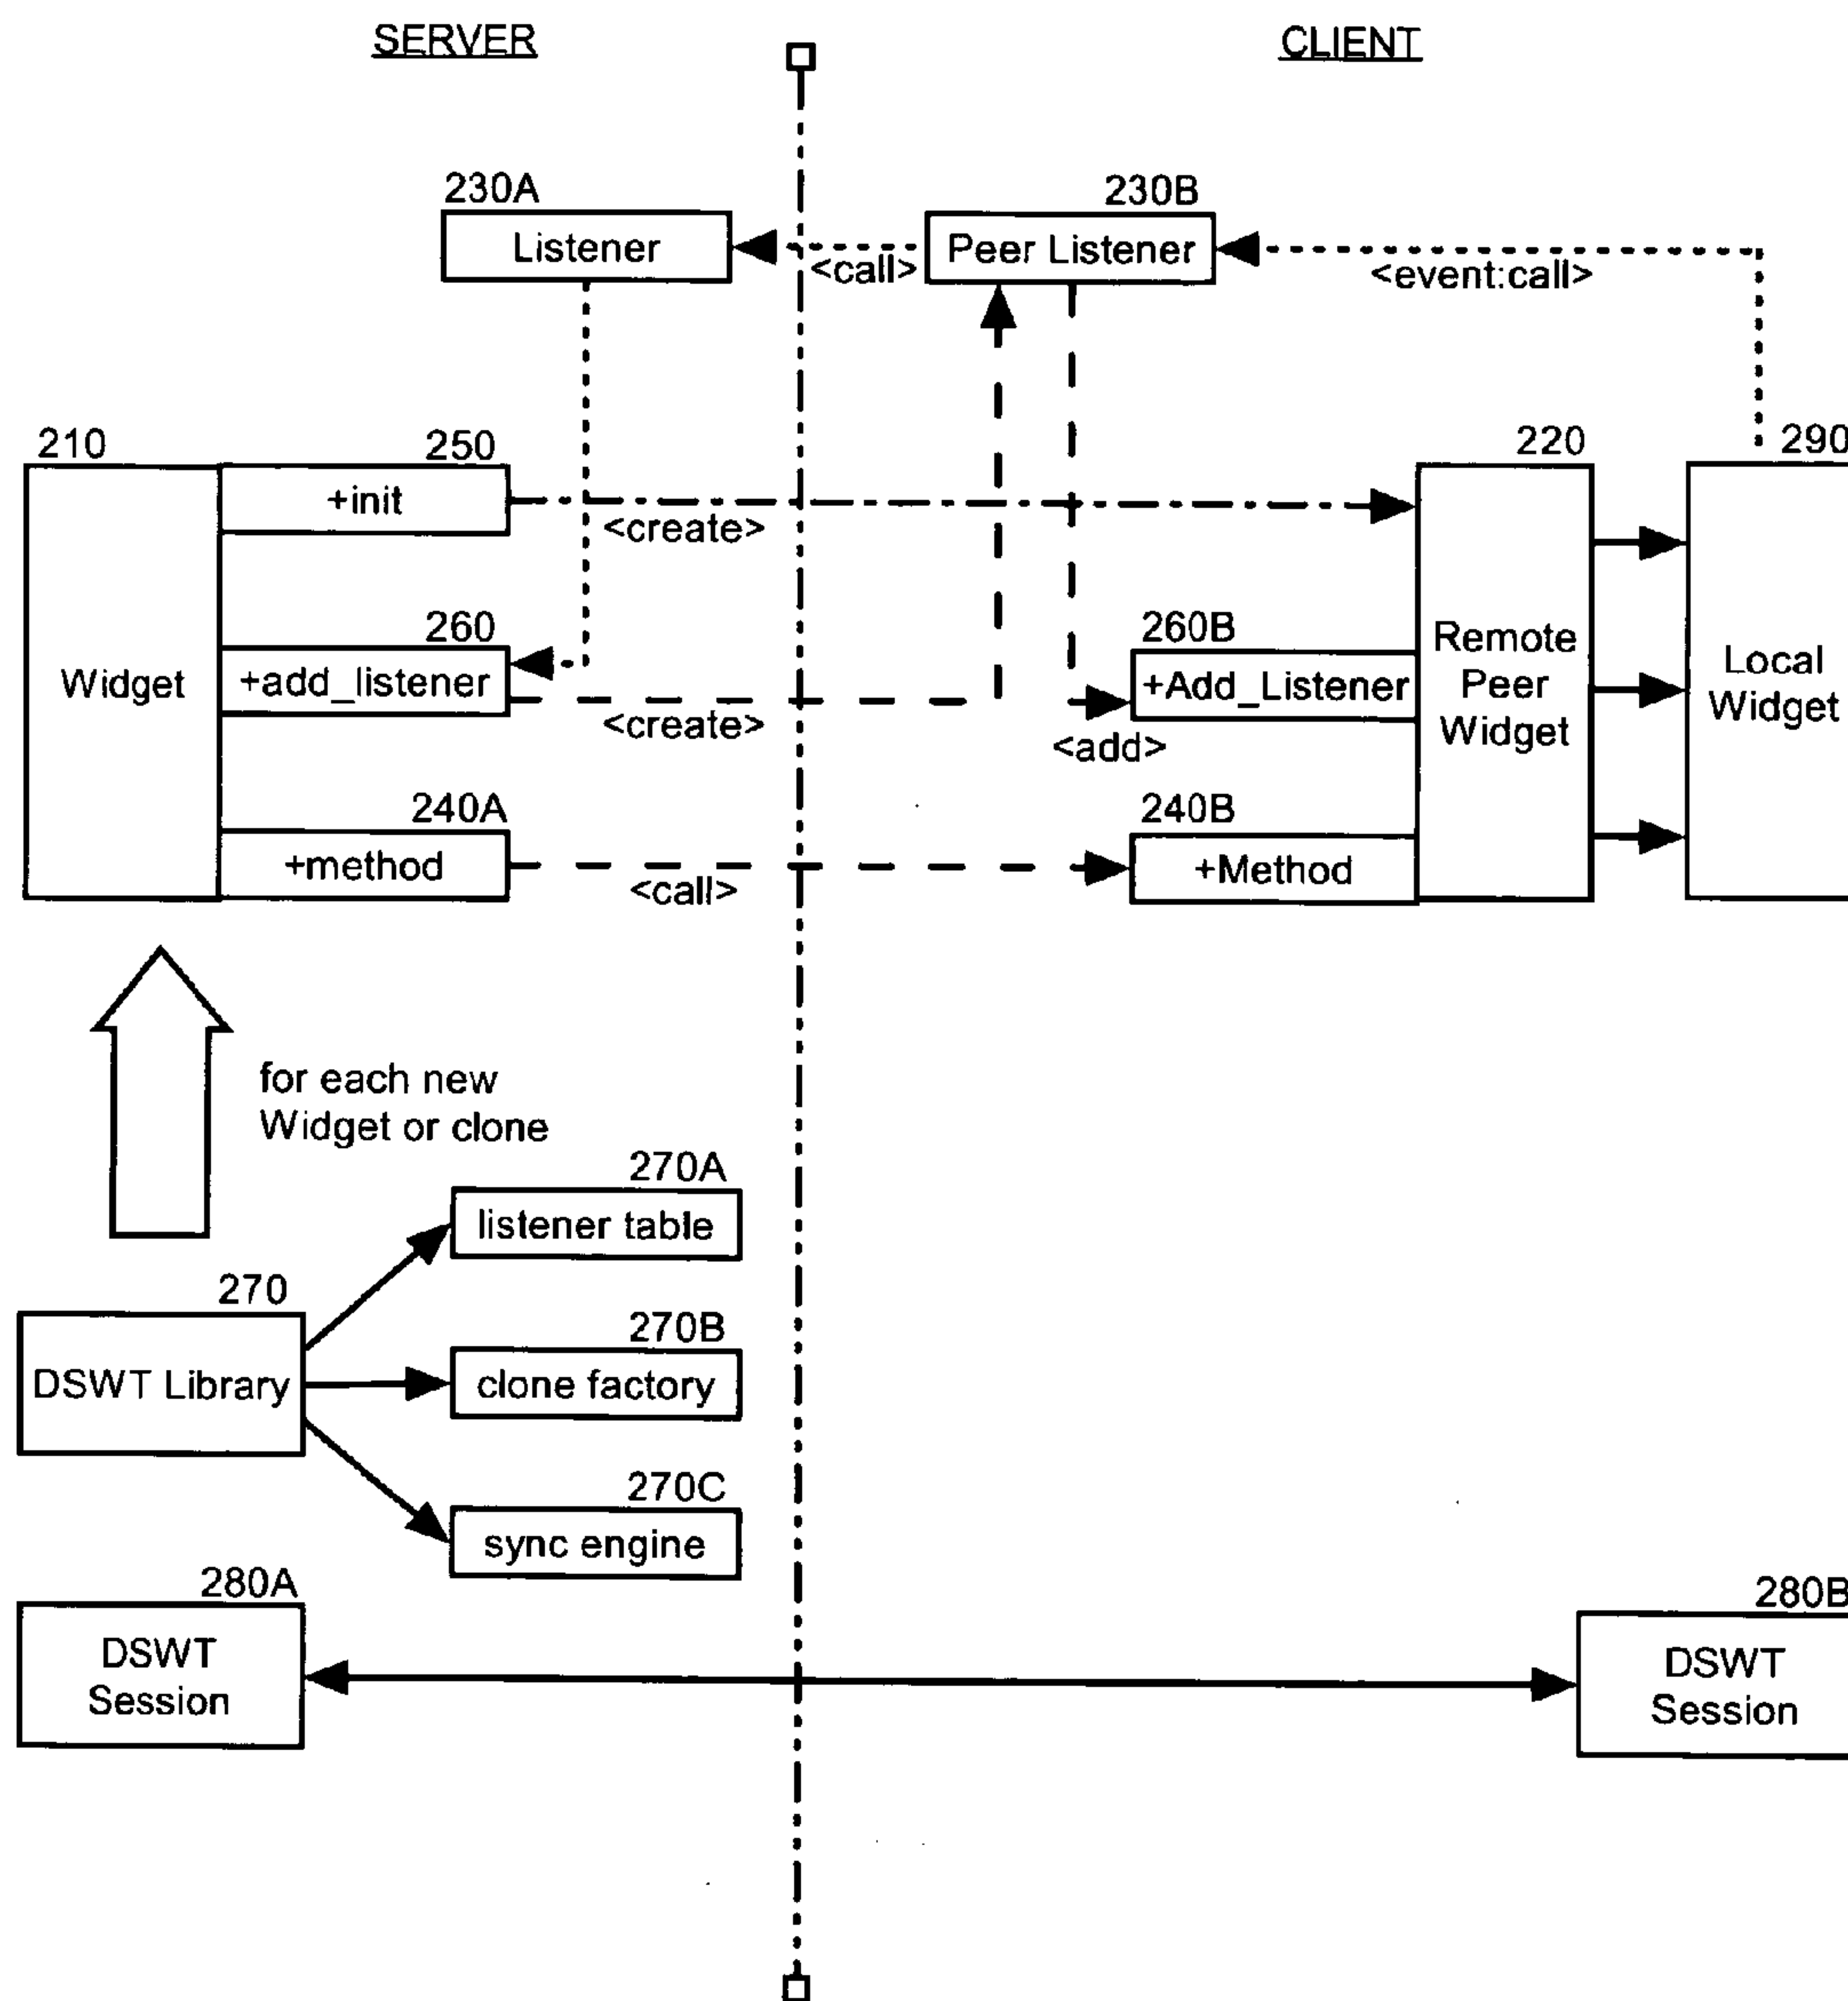 SERVER
CLIENT
230A
Listener
<call>
230B
Peer Listener
<event:call>
210
Widget
250
+init
<create>
260
+add_listener
<create>
240A
+method
<call>
260B
+Add_Listener
<add>
240B
+Method
220
Remote
Peer
Widget
290
Local
Widget
for each new
Widget or clone
270
DSWT Library
270A
listener table
270B
clone factory
270C
sync engine
280A
DSWT
Session
280B
DSWT
Session